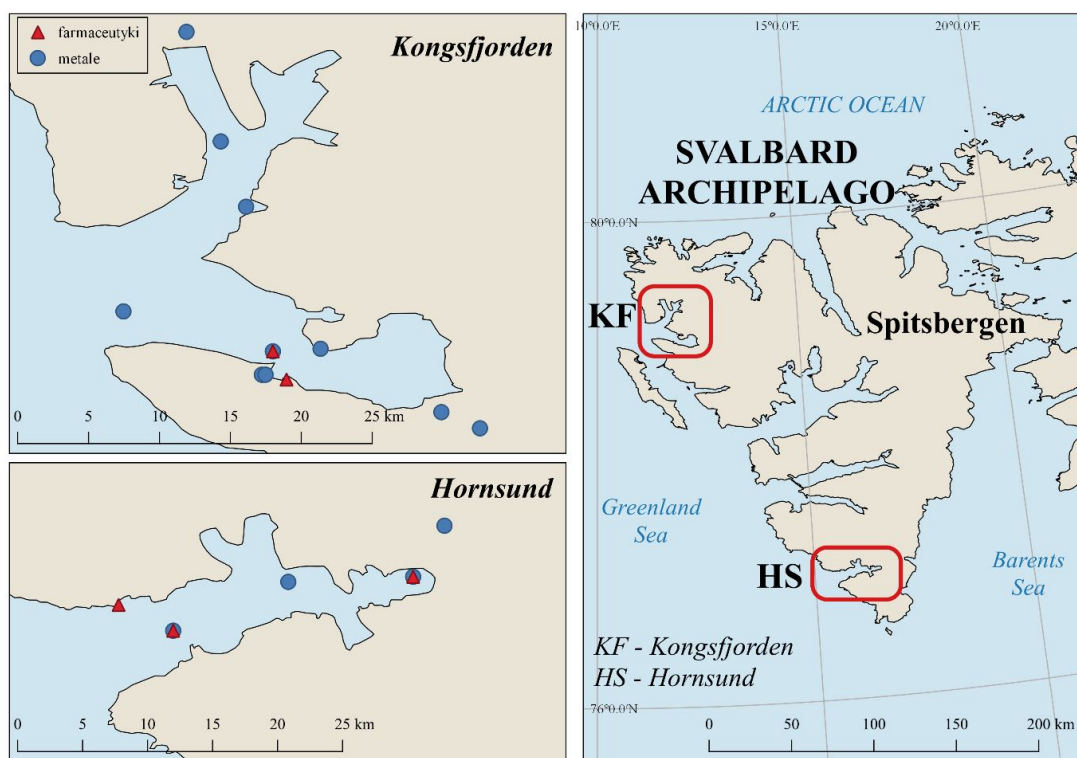 farmaceutyki
metale
Kongsfjorden
0 5 10 15 20 25 km
Hornsund
0 5 10 15 20 25 km
10°0.0'E 15°0.0'E 20°0.0'E
ARCTIC OCEAN
SVALBARD
ARCHIPELAGO
80°0.0'N
KF
Spitsbergen
Greenland
Sea
HS
Barents
Sea
KF - Kongsfjorden
HS - Hornsund
76°0.0'N
0 50 100 150 200 km